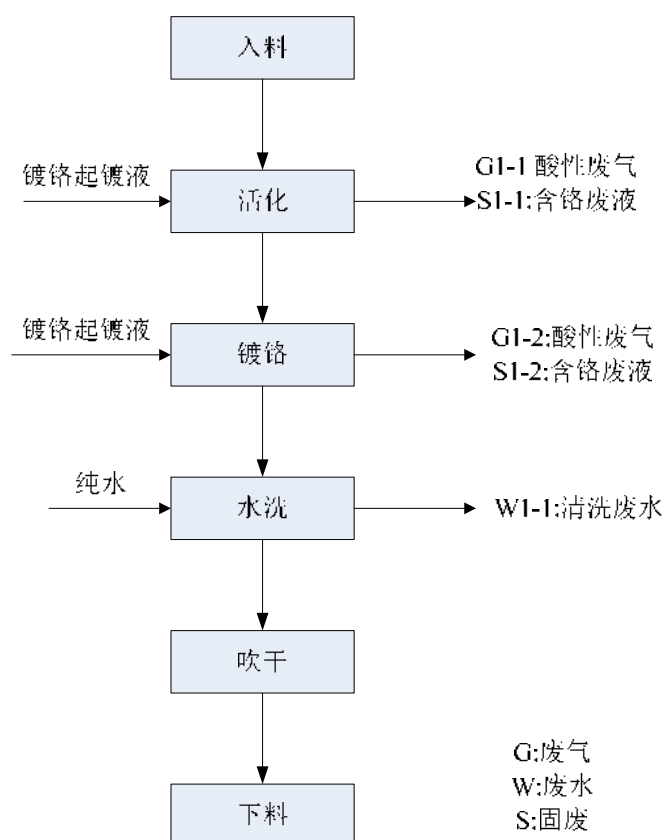 入料
镀铬起镀液
活化
G1-1 酸性废气
S1-1:含铬废液
镀铬起镀液
镀铬
G1-2:酸性废气
S1-2:含铬废液
纯水
水洗
W1-1:清洗废水
吹干
下料
G:废气
W:废水
S:固废